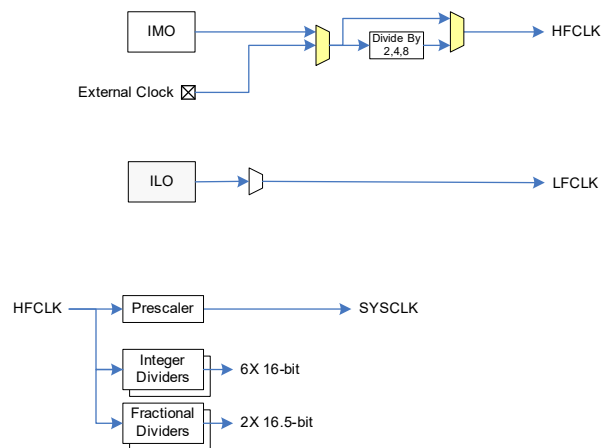 IMO
HFCLK
Divide By
2,4,8
External Clock
ILO
LFCLK
HFCLK
Prescaler
SYSCLK
Integer
Dividers
6X 16-bit
Fractional
Dividers
2X 16.5-bit